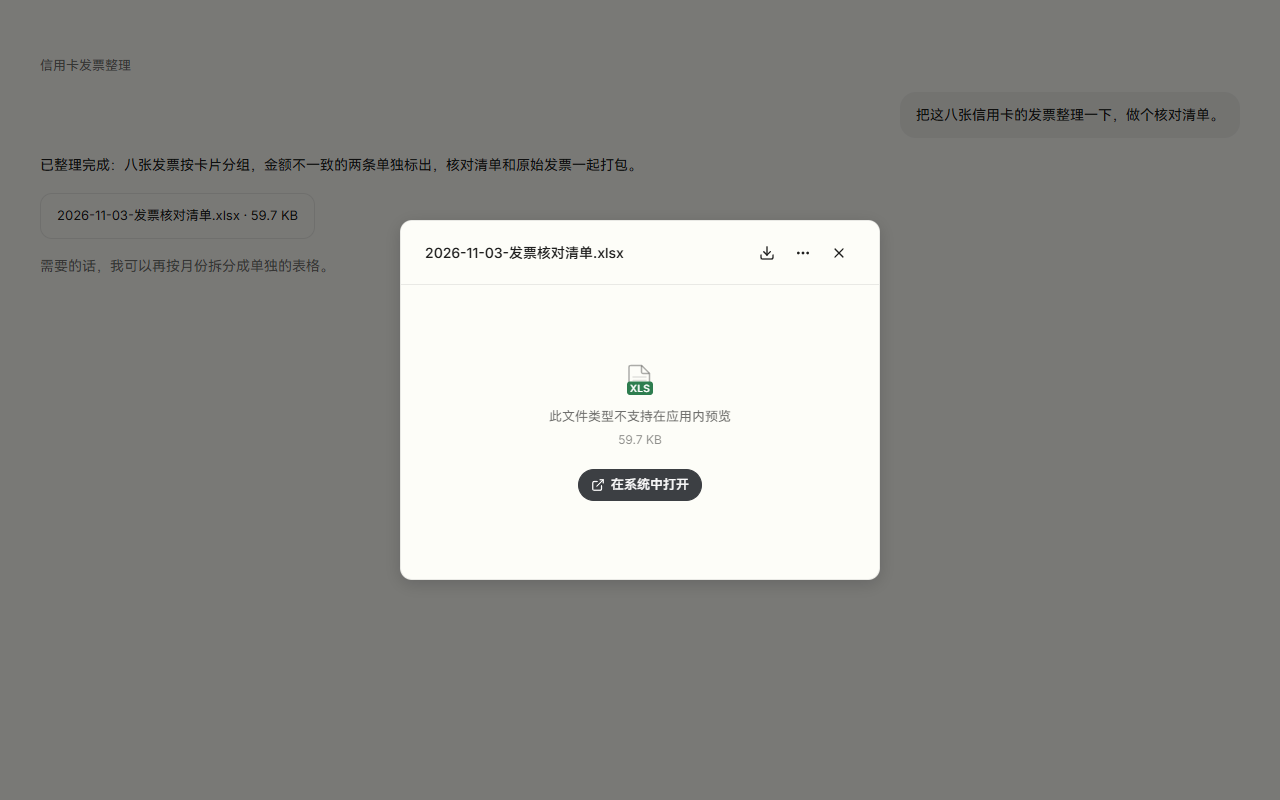 信用卡发票整理
把这八张信用卡的发票整理一下，做个核对清单。
已整理完成：八张发票按卡片分组，金额不一致的两条单独标出，核对清单和原始发票一起打包。
2026-11-03-发票核对清单.xlsx · 59.7 KB
需要的话，我可以再按月份拆分成单独的表格。
2026-11-03-发票核对清单.xlsx
XLS
此文件类型不支持在应用内预览
59.7 KB
在系统中打开